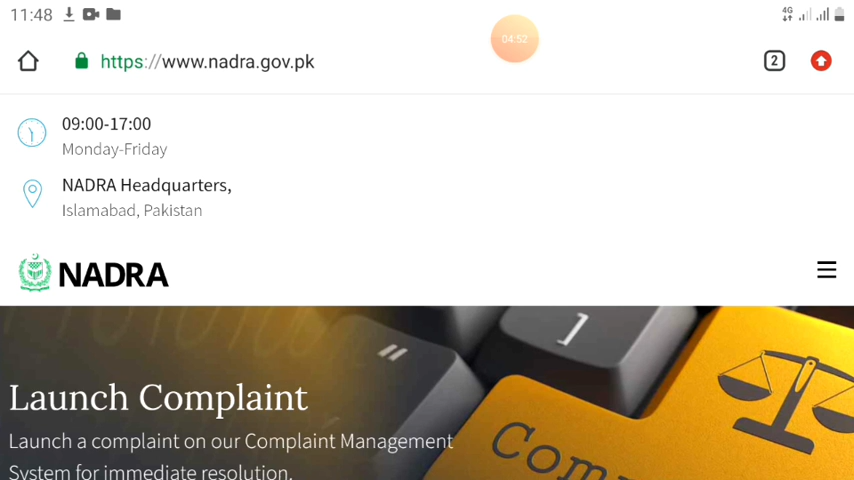 11:48
4G
04:52
https://www.nadra.gov.pk
2
09:00-17:00
Monday-Friday
NADRA Headquarters,
Islamabad, Pakistan
NADRA
Launch Complaint
Launch a complaint on our Complaint Management
System for immediate resolution.
]
"